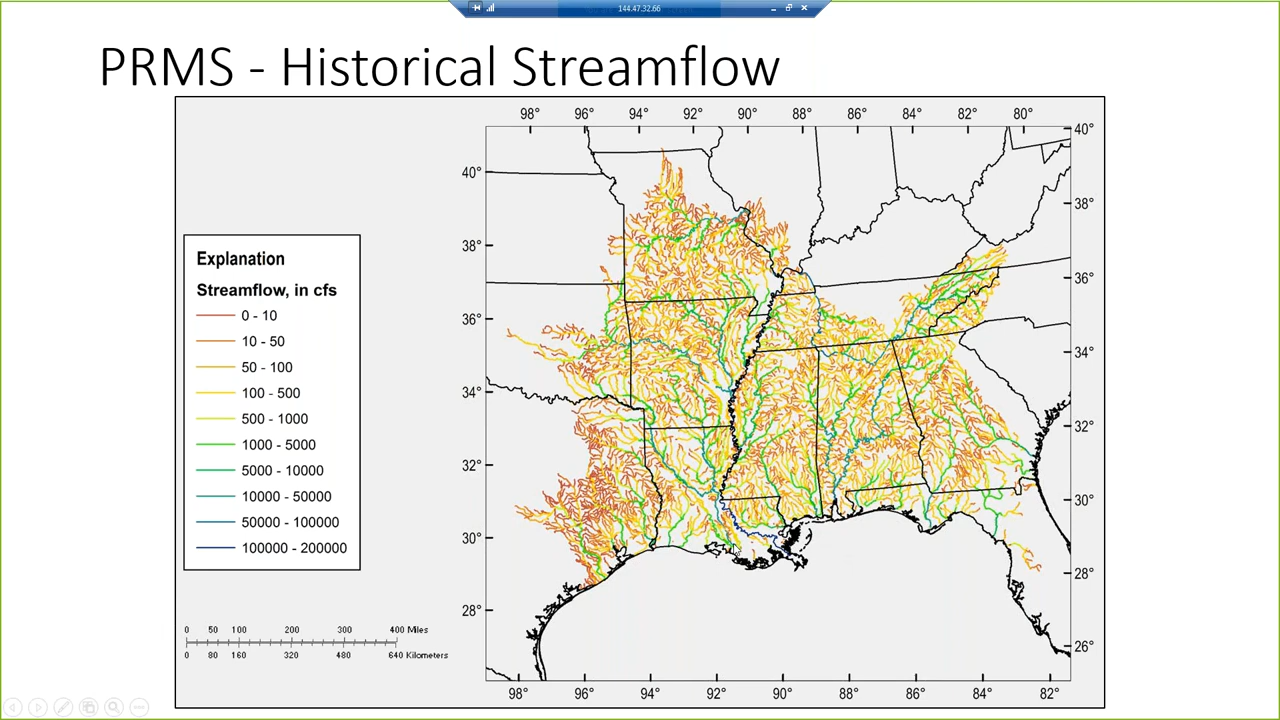 144.47.32.66
PRMS - Historical Streamflow
98° 96° 94° 92° 90° 88° 86° 84° 82° 80°
40°
40°
38°
38°
36°
36°
34°
34°
32°
32°
30°
30°
28°
28°
26°
Explanation
Streamflow, in cfs
0 - 10
10 - 50
50 - 100
100 - 500
500 - 1000
1000 - 5000
5000 - 10000
10000 - 50000
50000 - 100000
100000 - 200000
0 50 100 200 300 400 Miles
0 80 160 320 480 640 Kilometers
98° 96° 94° 92° 90° 88° 86° 84° 82°